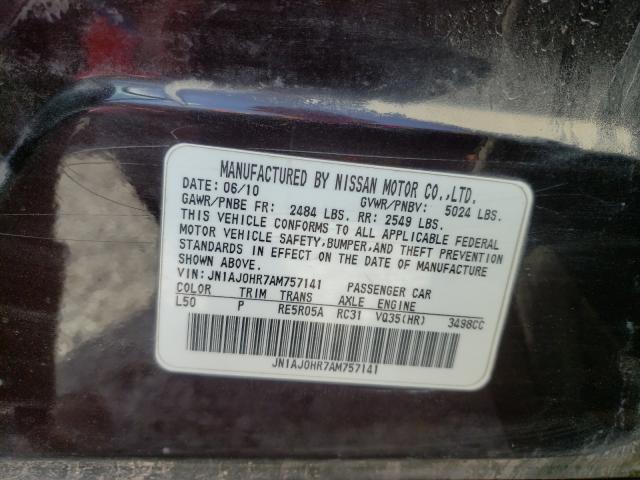 MANUFACTURED BY NISSAN MOTOR CO.,LTD.
DATE: 06/10 GVWR/PNBV: 5024 LBS.
GAWR/PNBE FR: 2484 LBS. RR: 2549 LBS.
THIS VEHICLE CONFORMS TO ALL APPLICABLE FEDERAL
MOTOR VEHICLE SAFETY,BUMPER,AND THEFT PREVENTION
STANDARDS IN EFFECT ON THE DATE OF MANUFACTURE
SHOWN ABOVE.
VIN: JN1AJ0HR7AM757141 PASSENGER CAR
COLOR TRIM TRANS AXLE ENGINE
L50 P RE5R05A RC31 VQ35(HR) 3498CC
JN1AJ0HR7AM757141